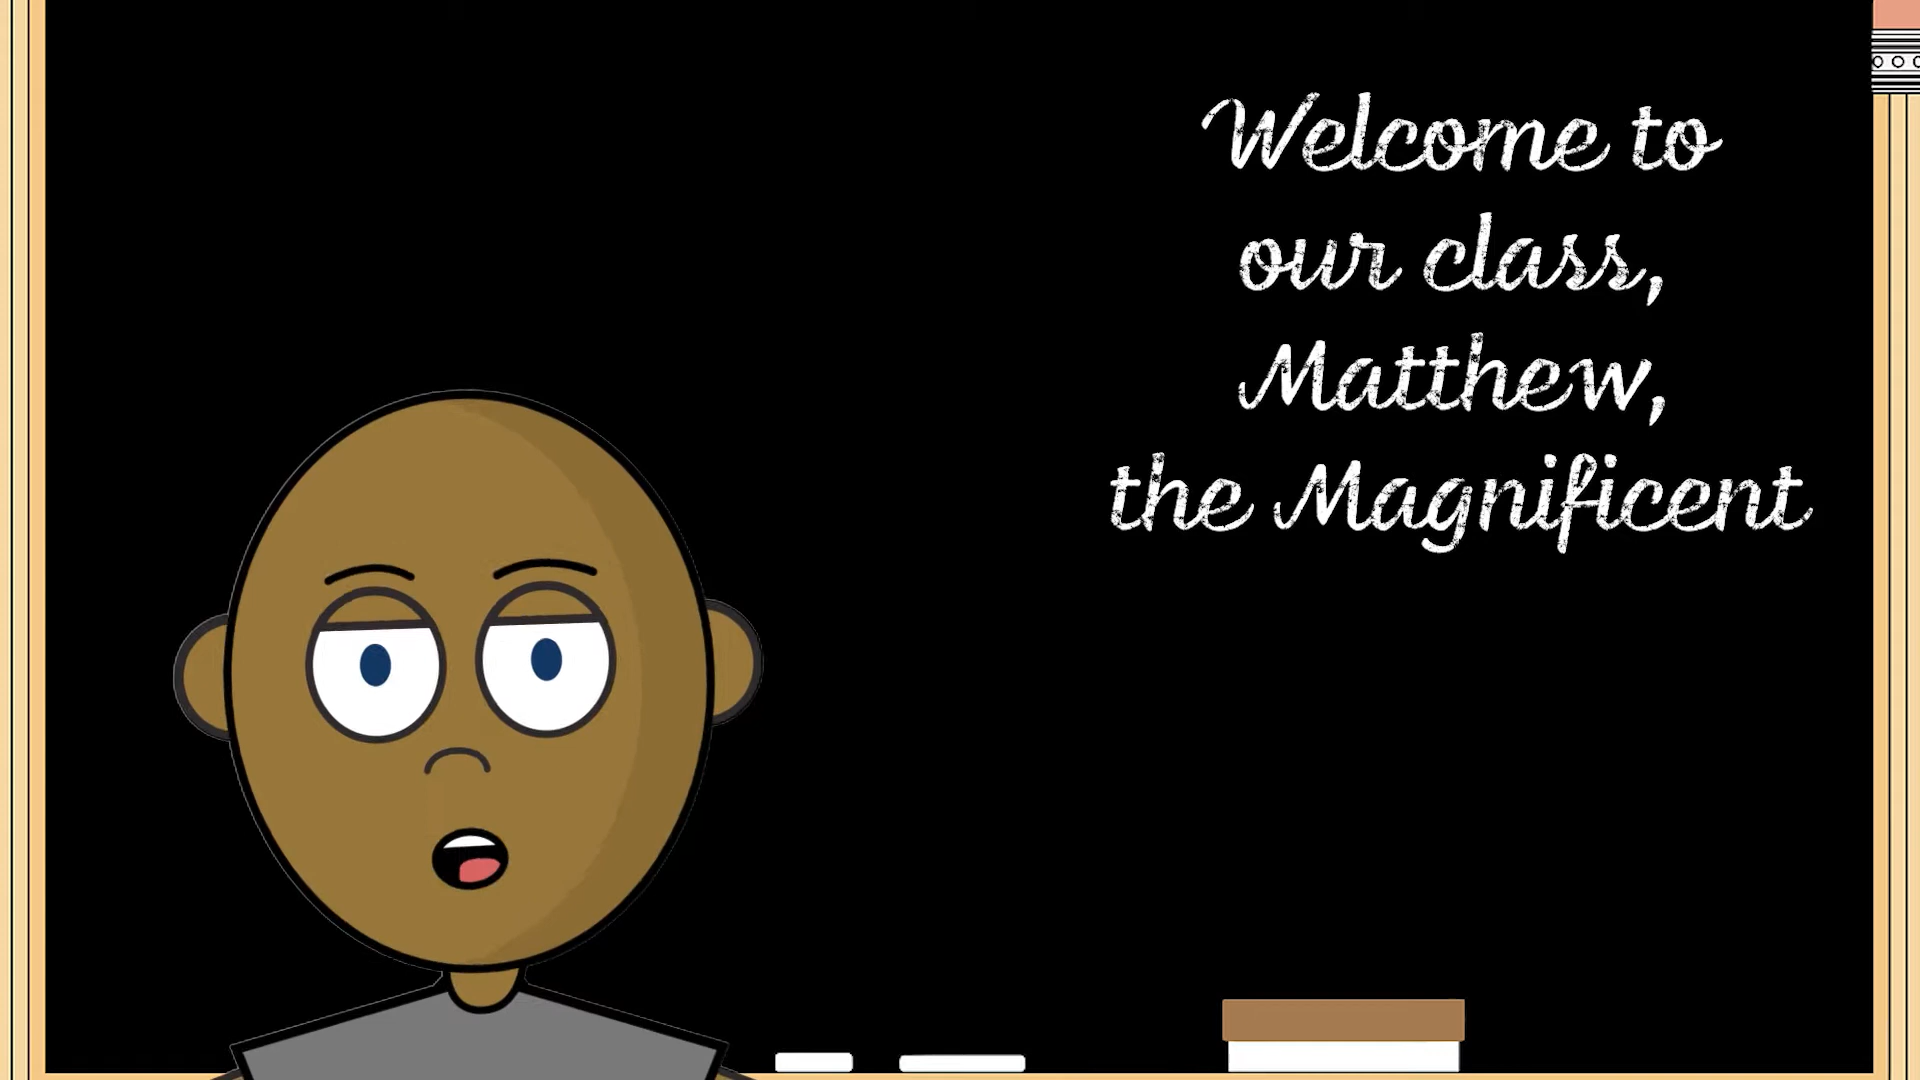 Welcome to
our class,
Matthew,
the Magnificent